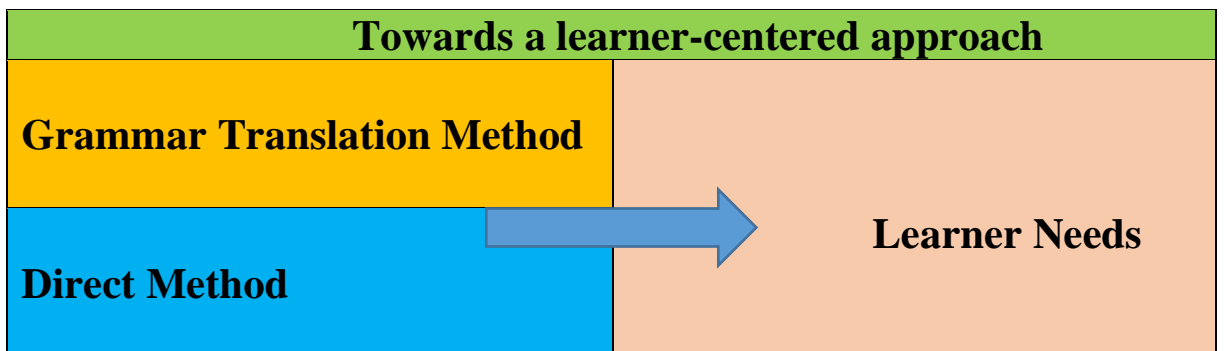 Towards a learner-centered approach
Grammar Translation Method
Direct Method
Learner Needs